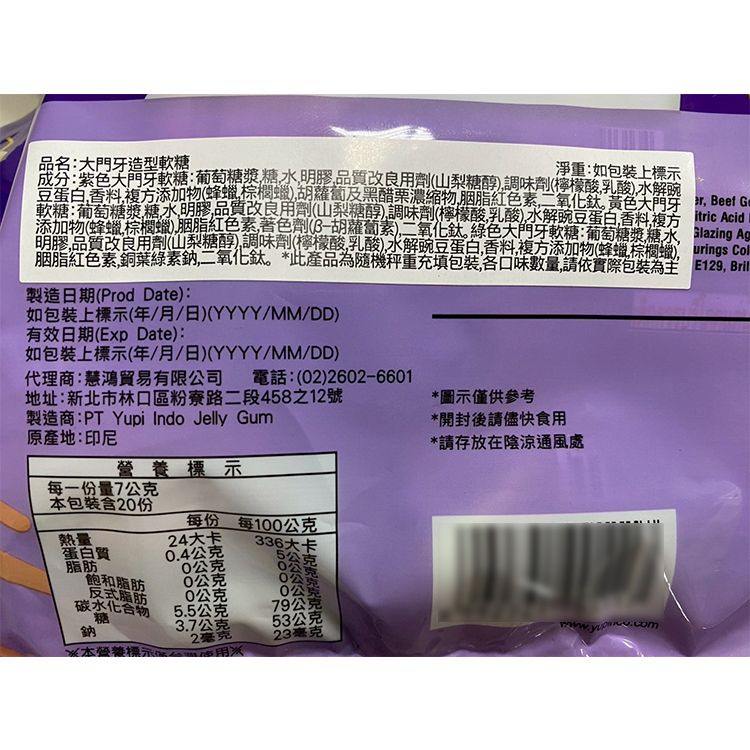 品名:大門牙造型軟糖 淨重:如包裝上標示
成分:紫色大門牙軟糖:葡萄糖漿,糖,水,明膠,品質改良用劑(山梨糖醇),調味劑(檸檬酸,乳酸),水解豌
豆蛋白,香料,複方添加物(蜂蠟,棕櫚蠟),胡蘿蔔及黑醋栗濃縮物,胭脂紅色素,二氧化鈦。黃色大門牙
軟糖:葡萄糖漿,糖,水,明膠,品質改良用劑(山梨糖醇),調味劑(檸檬酸,乳酸),水解豌豆蛋白,香料,複方
添加物(蜂蠟,棕櫚蠟),胭脂紅色素,著色劑(β-胡蘿蔔素),二氧化鈦。綠色大門牙軟糖:葡萄糖漿,糖,水,
明膠,品質改良用劑(山梨糖醇),調味劑(檸檬酸,乳酸),水解豌豆蛋白,香料,複方添加物(蜂蠟,棕櫚蠟),
胭脂紅色素,銅葉綠素鈉,二氧化鈦。*此產品為隨機秤重充填包裝,各口味數量,請依實際包裝為主
er, Beef Ge
itric Acid
Glazing Ag
urings Col
E129, Bril
製造日期(Prod Date):
如包裝上標示(年/月/日)(YYYY/MM/DD)
有效日期(Exp Date):
如包裝上標示(年/月/日)(YYYY/MM/DD)
代理商:慧鴻貿易有限公司 電話:(02)2602-6601
地址:新北市林口區粉寮路二段458之12號
製造商:PT Yupi Indo Jelly Gum
原產地:印尼
*圖示僅供參考
*開封後請儘快食用
*請存放在陰涼通風處
營養標示
每一份量7公克
本包裝含20份
每份 每100公克
熱量 24大卡 336大卡
蛋白質 0.4公克 5公克
脂肪 0公克 0公克
飽和脂肪 0公克 0公克
反式脂肪 0公克 0公克
碳水化合物 5.5公克 79公克
糖 3.7公克 53公克
鈉 2毫克 23毫克
※本營養標示